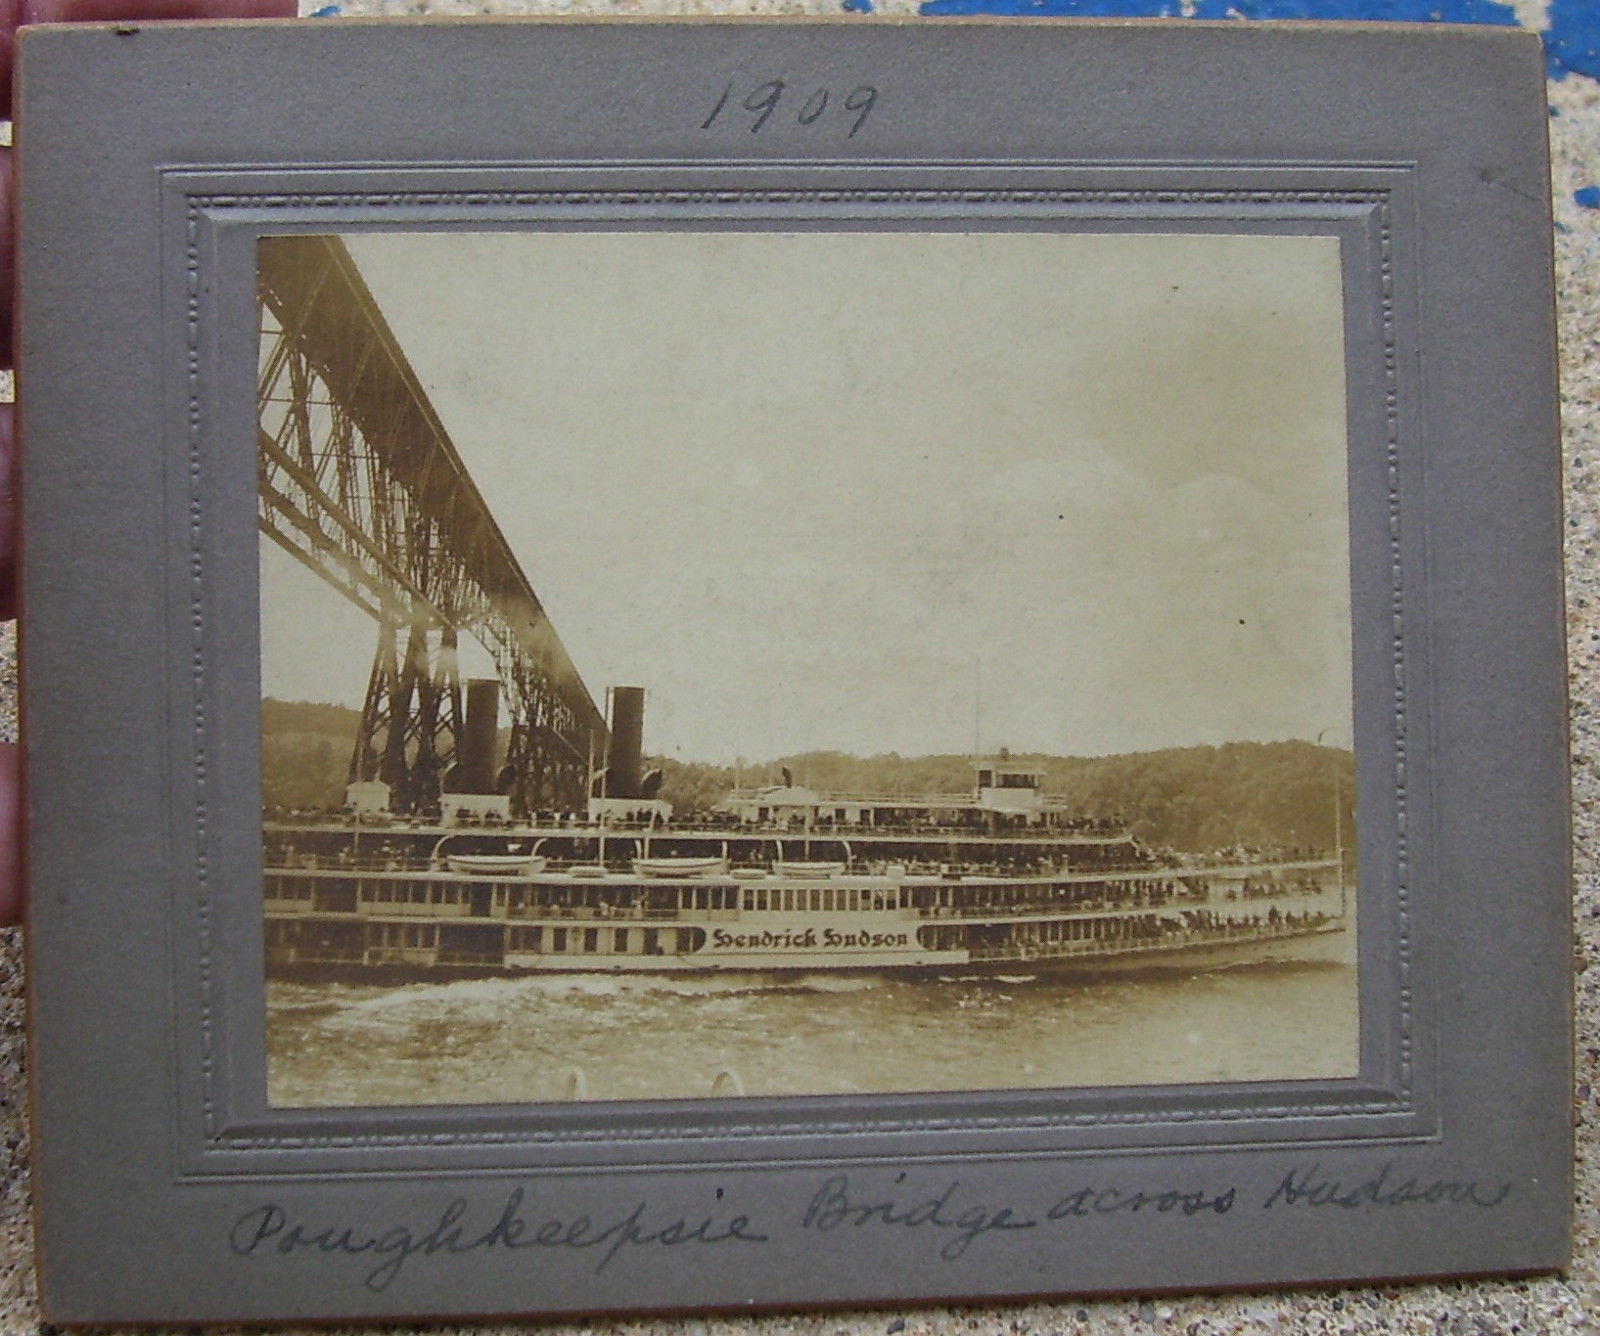 1909
Hendrick Hudson
Poughkeepsie Bridge across Hudson